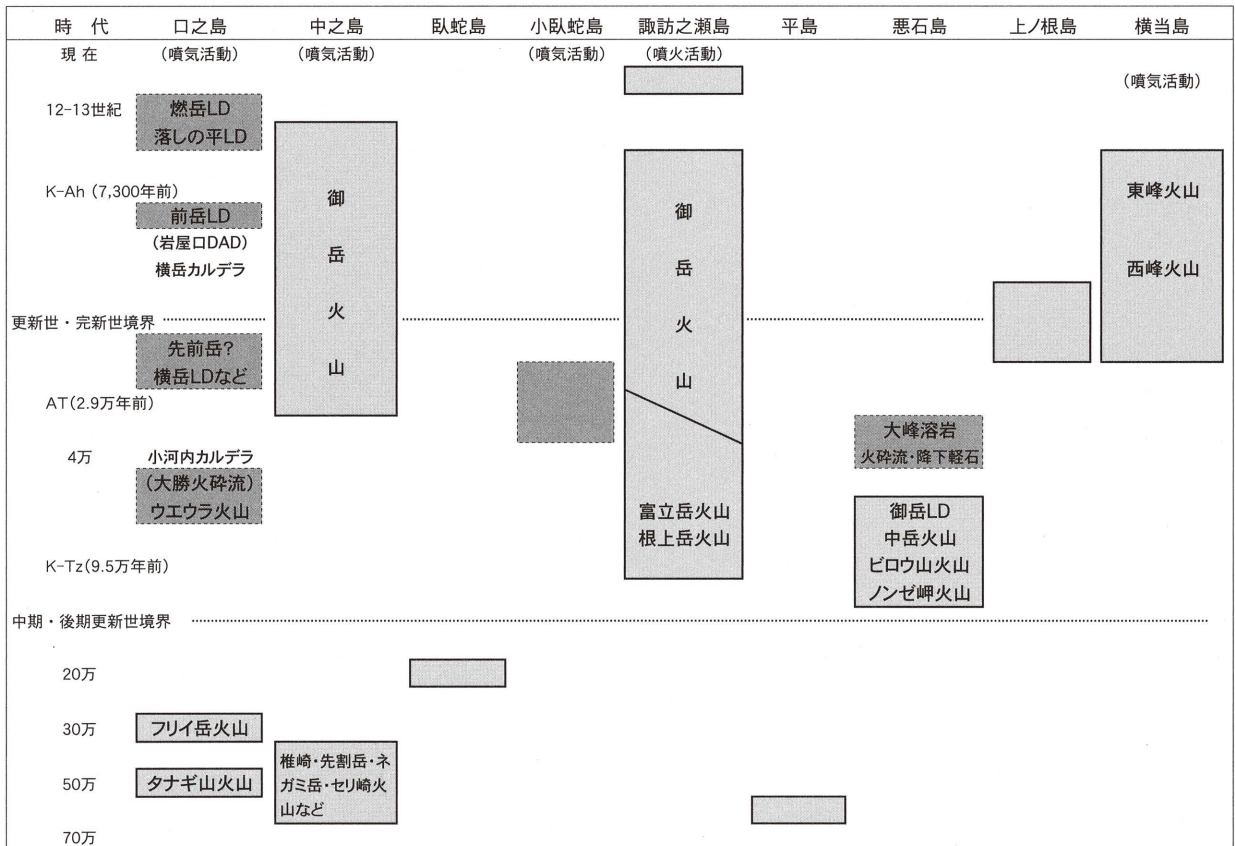 時 代 口之島 中之島 臥蛇島 小臥蛇島 諏訪之瀬島 平島 悪石島 上ノ根島 横当島
現 在 (噴気活動) (噴気活動) (噴気活動) (噴火活動)
(噴気活動)
12-13世紀 燃岳LD
落しの平LD
K-Ah (7,300年前) 御 東峰火山
前岳LD 御
(岩屋口DAD) 岳
横岳カルデラ 岳 西峰火山
更新世・完新世境界 火 火
先前岳?
横岳LDなど 山 山
AT(2.9万年前)
大峰溶岩
4万 小河内カルデラ 火砕流・降下軽石
(大勝火砕流)
ウエウラ火山 富立岳火山 御岳LD
根上岳火山 中岳火山
K-Tz(9.5万年前) ビロウ山火山
ノンゼ岬火山
中期・後期更新世境界
20万
30万 フリイ岳火山
椎崎・先割岳・ネ
50万 タナギ山火山 ガミ岳・セリ崎火
山など
70万